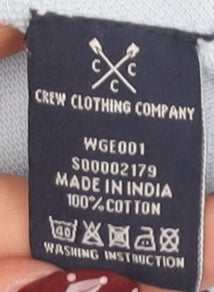 C C
C
CREW CLOTHING COMPANY
WGE001
S00002179
MADE IN INDIA
100% COTTON
40
WASHING INSTRUCTION